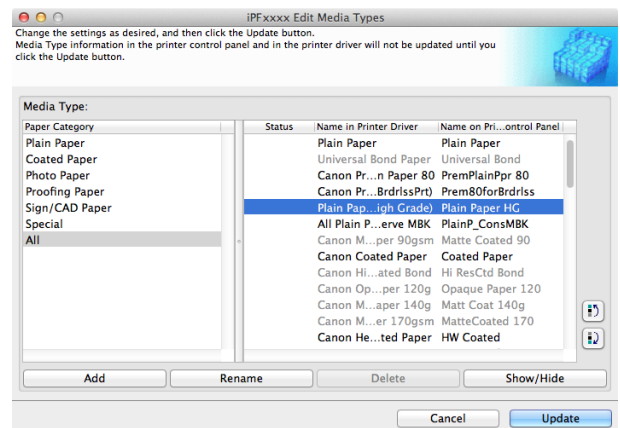 iPFxxxx Edit Media Types
Change the settings as desired, and then click the Update button.
Media Type information in the printer control panel and in the printer driver will not be updated until you
click the Update button.
Media Type:
Paper Category
Status Name in Printer Driver Name on Pri...ontrol Panel
Plain Paper
Coated Paper
Photo Paper
Proofing Paper
Sign/CAD Paper
Special
All
Plain Paper Plain Paper
Universal Bond Paper Universal Bond
Canon Pr...n Paper 80 PremPlainPpr 80
Canon Pr...BrdrlssPrt) Prem80forBrdrlss
Plain Pap...igh Grade) Plain Paper HG
All Plain P...erve MBK PlainP_ConsMBK
Canon M...per 90gsm Matte Coated 90
Canon Coated Paper Coated Paper
Canon Hi...ated Bond Hi ResCtd Bond
Canon Op...per 120g Opaque Paper 120
Canon M...aper 140g Matt Coat 140g
Canon M...er 170gsm MatteCoated 170
Canon He...ted Paper HW Coated
Add Rename Delete Show/Hide
Cancel Update